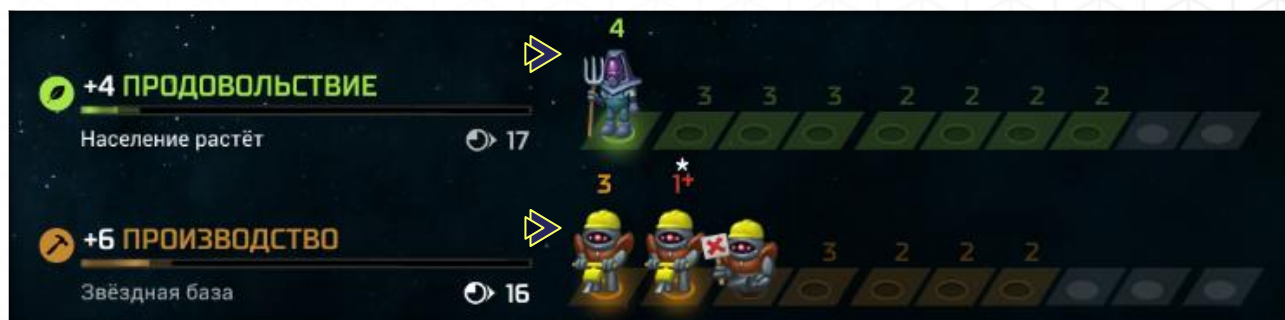 4
+4 ПРОДОВОЛЬСТВИЕ
3 3 3 2 2 2 2
Население растёт 17
*
3 1+
+6 ПРОИЗВОДСТВО
3 2 2 2
Звёздная база 16